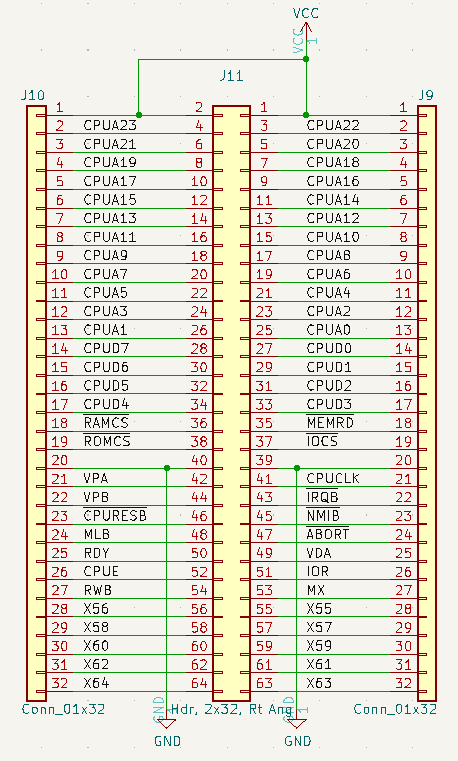 VCC
VCC
1
J11
J10
J9
1 2 1 1
2 CPUA23 4 3 CPUA22 2
3 CPUA21 6 5 CPUA20 3
4 CPUA19 8 7 CPUA18 4
5 CPUA17 10 9 CPUA16 5
6 CPUA15 12 11 CPUA14 6
7 CPUA13 14 13 CPUA12 7
8 CPUA11 16 15 CPUA10 8
9 CPUA9 18 17 CPUA8 9
10 CPUA7 20 19 CPUA6 10
11 CPUA5 22 21 CPUA4 11
12 CPUA3 24 23 CPUA2 12
13 CPUA1 26 25 CPUA0 13
14 CPUD7 28 27 CPUD0 14
15 CPUD6 30 29 CPUD1 15
16 CPUD5 32 31 CPUD2 16
17 CPUD4 34 33 CPUD3 17
18 RAMCS 36 35 MEMRD 18
19 ROMCS 38 37 IOCS 19
20 40 39 20
21 VPA 42 41 CPUCLK 21
22 VPB 44 43 IRQB 22
23 CPURESB 46 45 NMIB 23
24 MLB 48 47 ABORT 24
25 RDY 50 49 VDA 25
26 CPUE 52 51 IOR 26
27 RWB 54 53 MX 27
28 X56 56 55 X55 28
29 X58 58 57 X57 29
30 X60 60 59 X59 30
31 X62 62 61 X61 31
32 X64 64 63 X63 32
GND
1
GND
1
Conn_01x32
Hdr, 2x32, Rt Ang
Conn_01x32
GND
GND